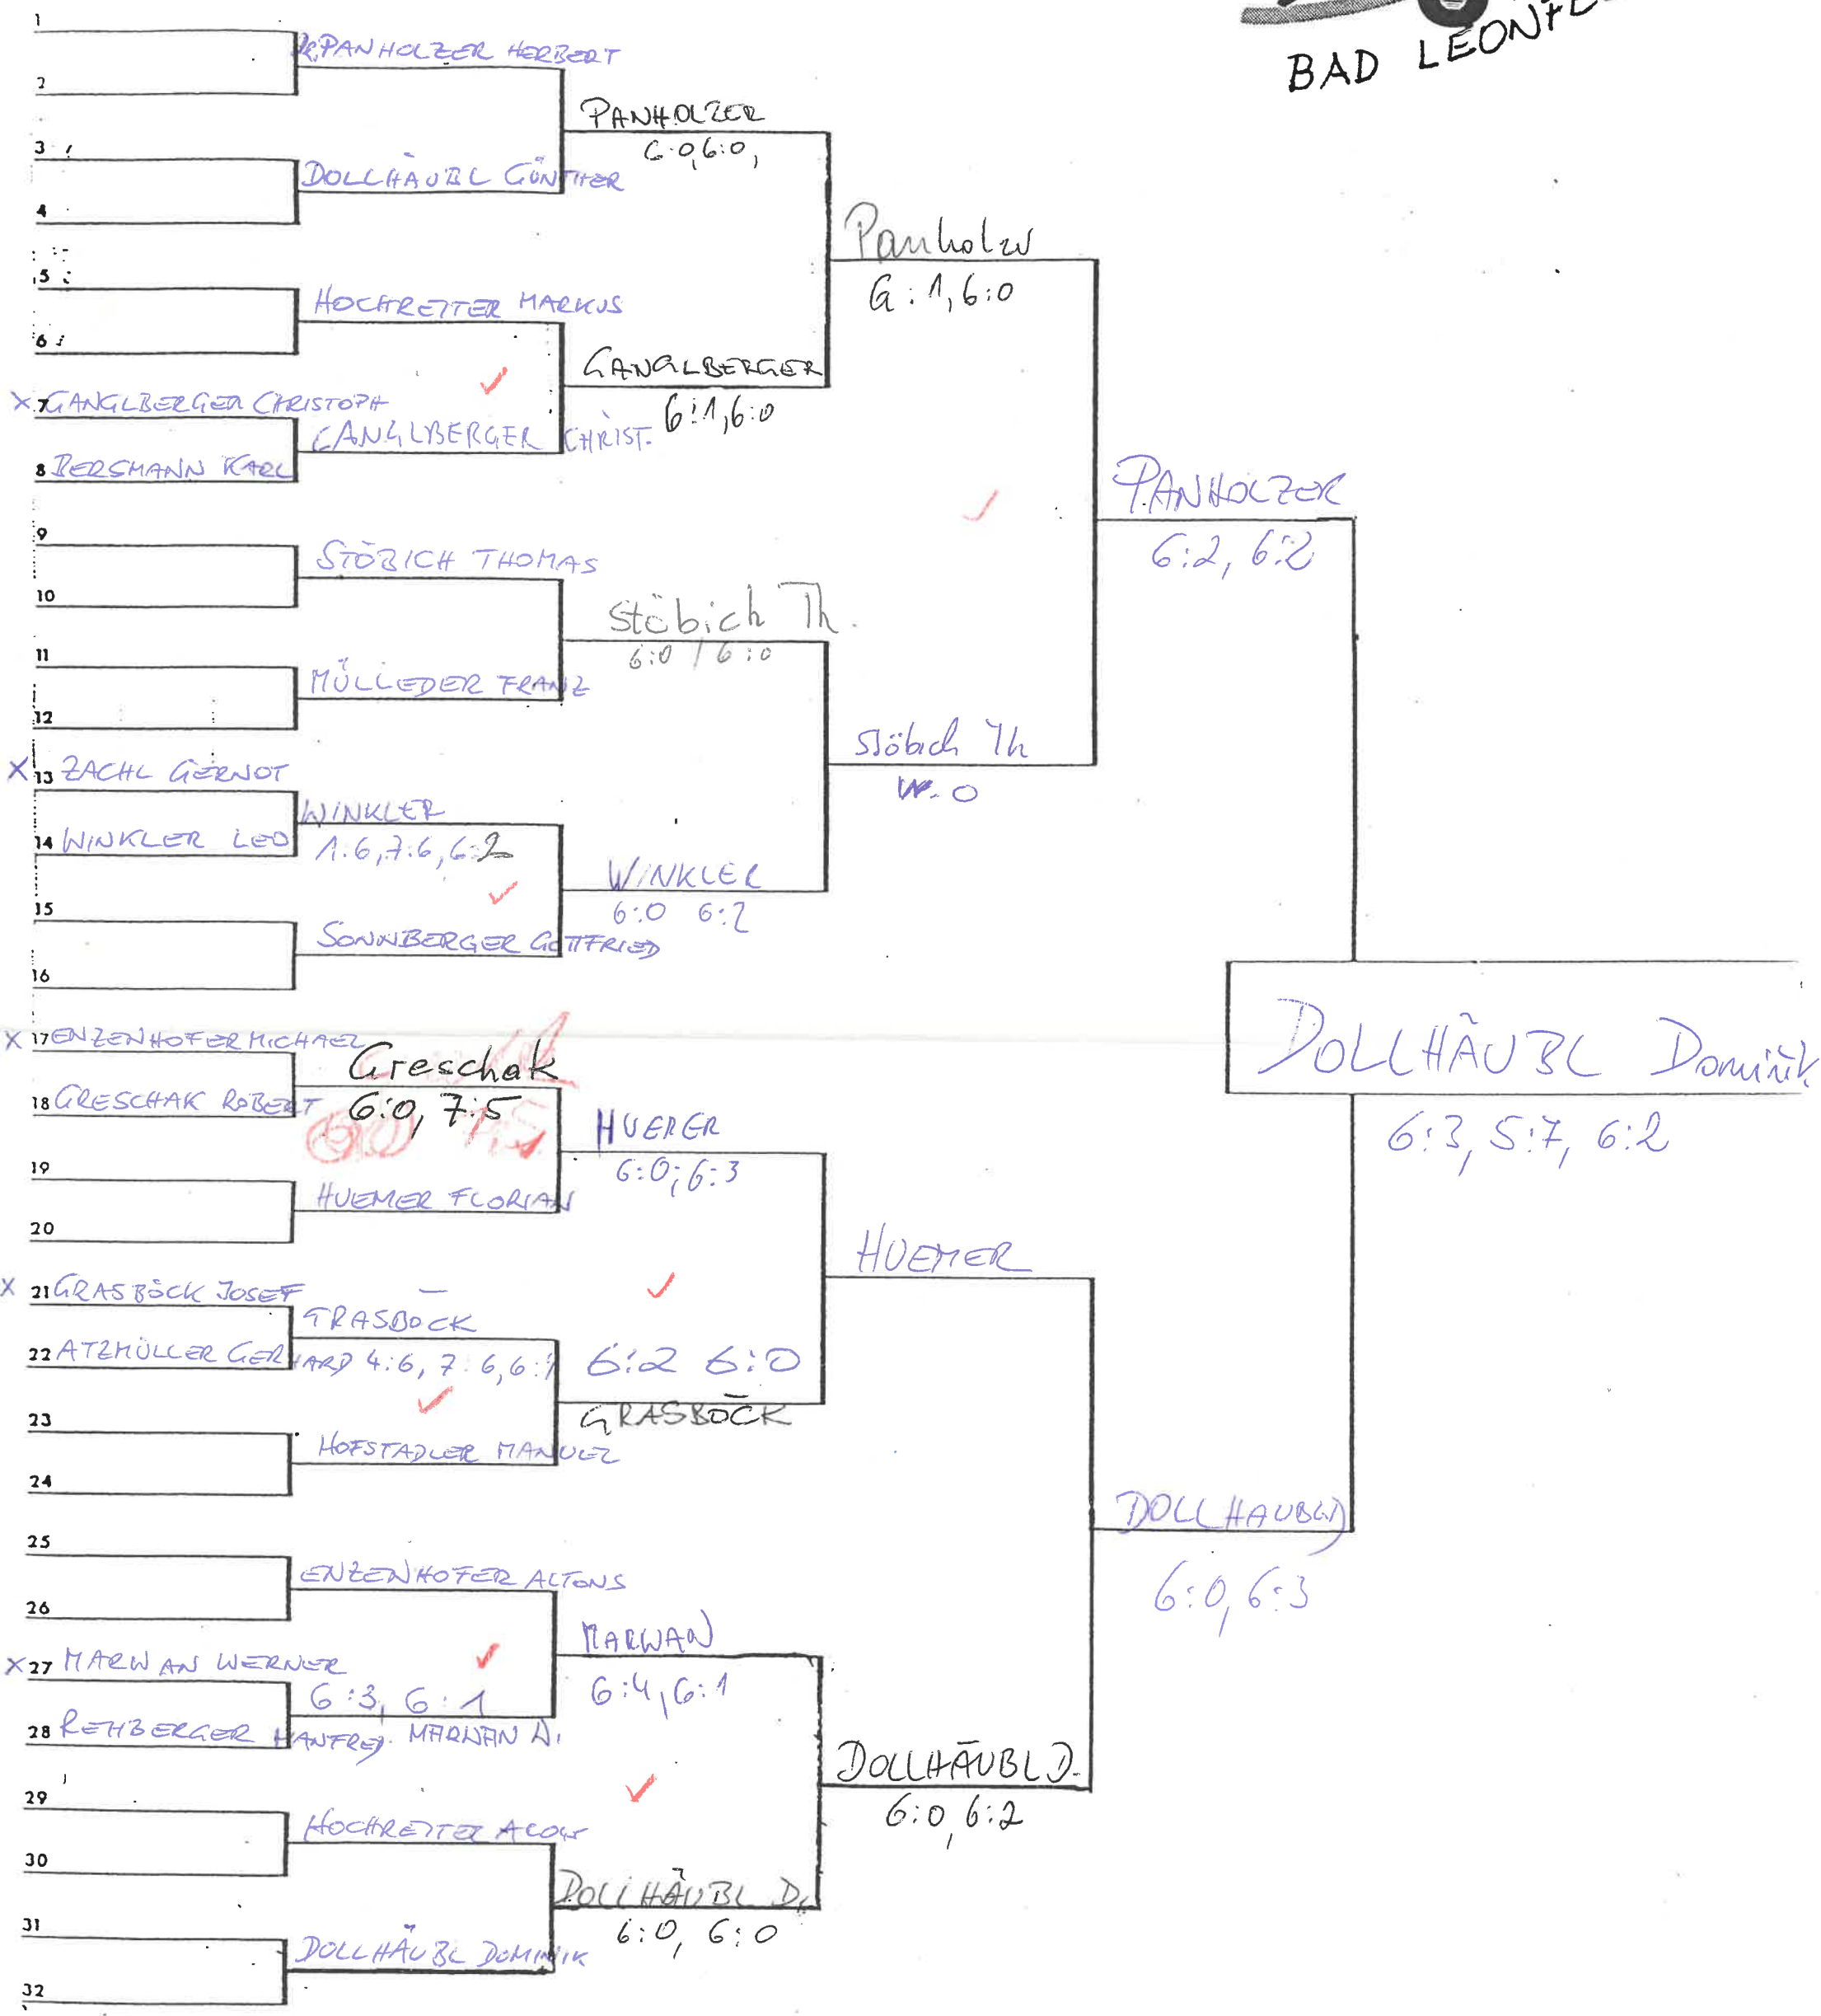 BAD LEONF
1
Dr. PANHOLZER HERBERT
2
PANHOLZER
6:0, 6:0,
3
DOLLHÄUBL GÜNTHER
4
Panholzer
6:1, 6:0
5
HOCHREITER MARKUS
6
GANGLBERGER
6:1, 6:0
X 7 GANGLBERGER CHRISTOPH
GANGLBERGER CHRIST.
8 BERGMANN KARL
PANHOLZER
6:2, 6:2
9
STÖBICH THOMAS
10
Stöbich Th.
6:0 / 6:0
11
MÜLLEDER FRANZ
12
Stöbich Th
W.O
X 13 ZACHL GERNOT
WINKLER
14 WINKLER LEO
1:6, 7:6, 6:2
WINKLER
6:0 6:2
15
SONNBERGER GOTTFRIED
16
DOLLHÄUBL Dominik
6:3, 5:7, 6:2
X 17 ENZENHOFER MICHAEL
Greschak
18 GRESCHAK ROBERT
6:0, 7:5
HUEMER
6:0; 6:3
19
HUEMER FLORIAN
20
HUEMER
X 21 GRASBÖCK JOSEF
GRASBÖCK
22 ATZMÜLLER GERHARD
4:6, 7:6, 6:1
6:2 6:0
GRASBÖCK
23
HOFSTADLER MANUEL
24
DOLLHAUBL D
6:0, 6:3
25
ENZENHOFER ALFONS
26
MARWAN
6:4, 6:1
X 27 MARWAN WERNER
6:3, 6:1
28 REHBERGER MANFRED
MARWAN
DOLLHÄUBL D.
6:0, 6:2
29
HOCHREITER ALOIS
30
DOLLHÄUBL D.
6:0, 6:0
31
DOLLHÄUBL DOMINIK
32